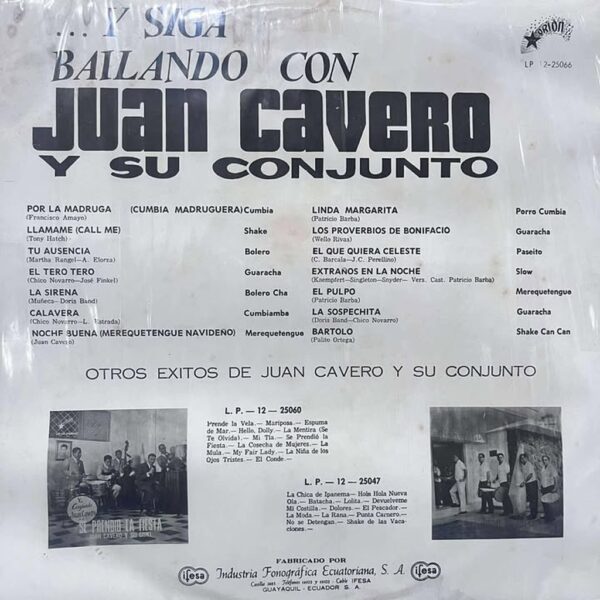 ... Y SIGA
BAILANDO CON
JUAN CAVERO
Y SU CONJUNTO
ORION
LP 12-25066
POR LA MADRUGA (CUMBIA MADRUGUERA) Cumbia
(Francisco Amayo)
LLAMAME (CALL ME) Shake
(Tony Hatch)
TU AUSENCIA Bolero
(Martha Rangel- A. Elorza)
EL TERO TERO Guaracha
(Chico Novarro-José Finkel)
LA SIRENA Bolero Cha
(Muñeca- Doris Band)
CALAVERA Cumbiamba
(Chico Novarro-L. Estrada)
NOCHE BUENA (MEREQUETENGUE NAVIDEÑO) Merequetengue
(Juan Cavero)
LINDA MARGARITA Porro Cumbia
(Patricio Barba)
LOS PROVERBIOS DE BONIFACIO Guaracha
(Wello Rivas)
EL QUE QUIERA CELESTE Paseito
(C. Barcala-J.C. Perellino)
EXTRAÑOS EN LA NOCHE Slow
(Kaempfert-Singleton-Snyder- Vers. Cast. Patricio Barba)
EL PULPO Merequetengue
(Patricio Barba)
LA SOSPECHITA Guaracha
(Doris Band-Chico Novarro)
BARTOLO Shake Can Can
(Palito Ortega)
OTROS EXITOS DE JUAN CAVERO Y SU CONJUNTO
L. P. — 12 — 25060
Prende la Vela.— Mariposa.— Espuma
de Mar.— Hello, Dolly.— La Mentira (Se
Te Olvida).— Mi Tía.— Se Prendió la
Fiesta.— La Cosecha de Mujeres.— La
Mula.— My Fair Lady.— La Niña de los
Ojos Tristes.— El Conde.—
SE PRENDIO LA FIESTA
JUAN CAVERO Y SU
L. P. — 12 — 25047
La Chica de Ipanema.— Hola Hola Nueva
Ola.— Batacha.— Lolita.— Devuelveme
Mi Costilla.— Dolores.— El Pescador.—
La Moda.— La Rana.— Punta Carnero.—
No se Detengan.— Shake de las Vaca-
ciones.—
FABRICADO POR
ifesa Industria Fonográfica Ecuatoriana, S. A. ifesa
Cable IFESA
GUAYAQUIL - ECUADOR S. A.